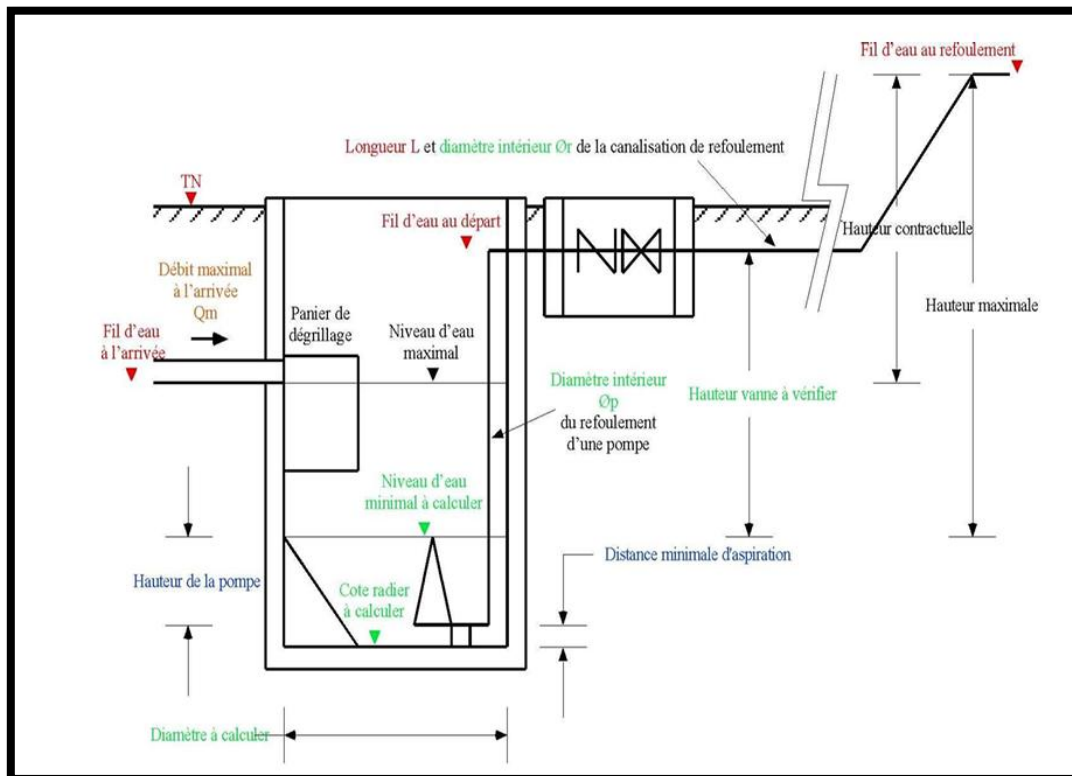 Fil d'eau au refoulement
Longueur L et diamètre intérieur Ør de la canalisation de refoulement
TN
Fil d'eau au départ
Hauteur contractuelle
Débit maximal
à l'arrivée
Qm
Hauteur maximale
Panier de
dégrillage
Niveau d'eau
maximal
Fil d'eau
à l'arrivée
Diamètre intérieur
Øp
du refoulement
d'une pompe
Hauteur vanne à vérifier
Niveau d'eau
minimal à calculer
Distance minimale d'aspiration
Hauteur de la pompe
Cote radier
à calculer
Diamètre à calculer